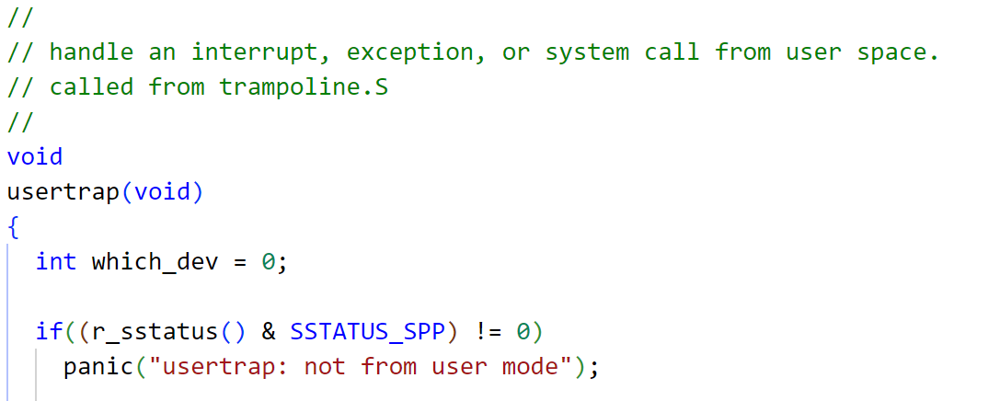 //
// handle an interrupt, exception, or system call from user space.
// called from trampoline.S
//
void
usertrap(void)
{
  int which_dev = 0;

  if((r_sstatus() & SSTATUS_SPP) != 0)
    panic("usertrap: not from user mode");